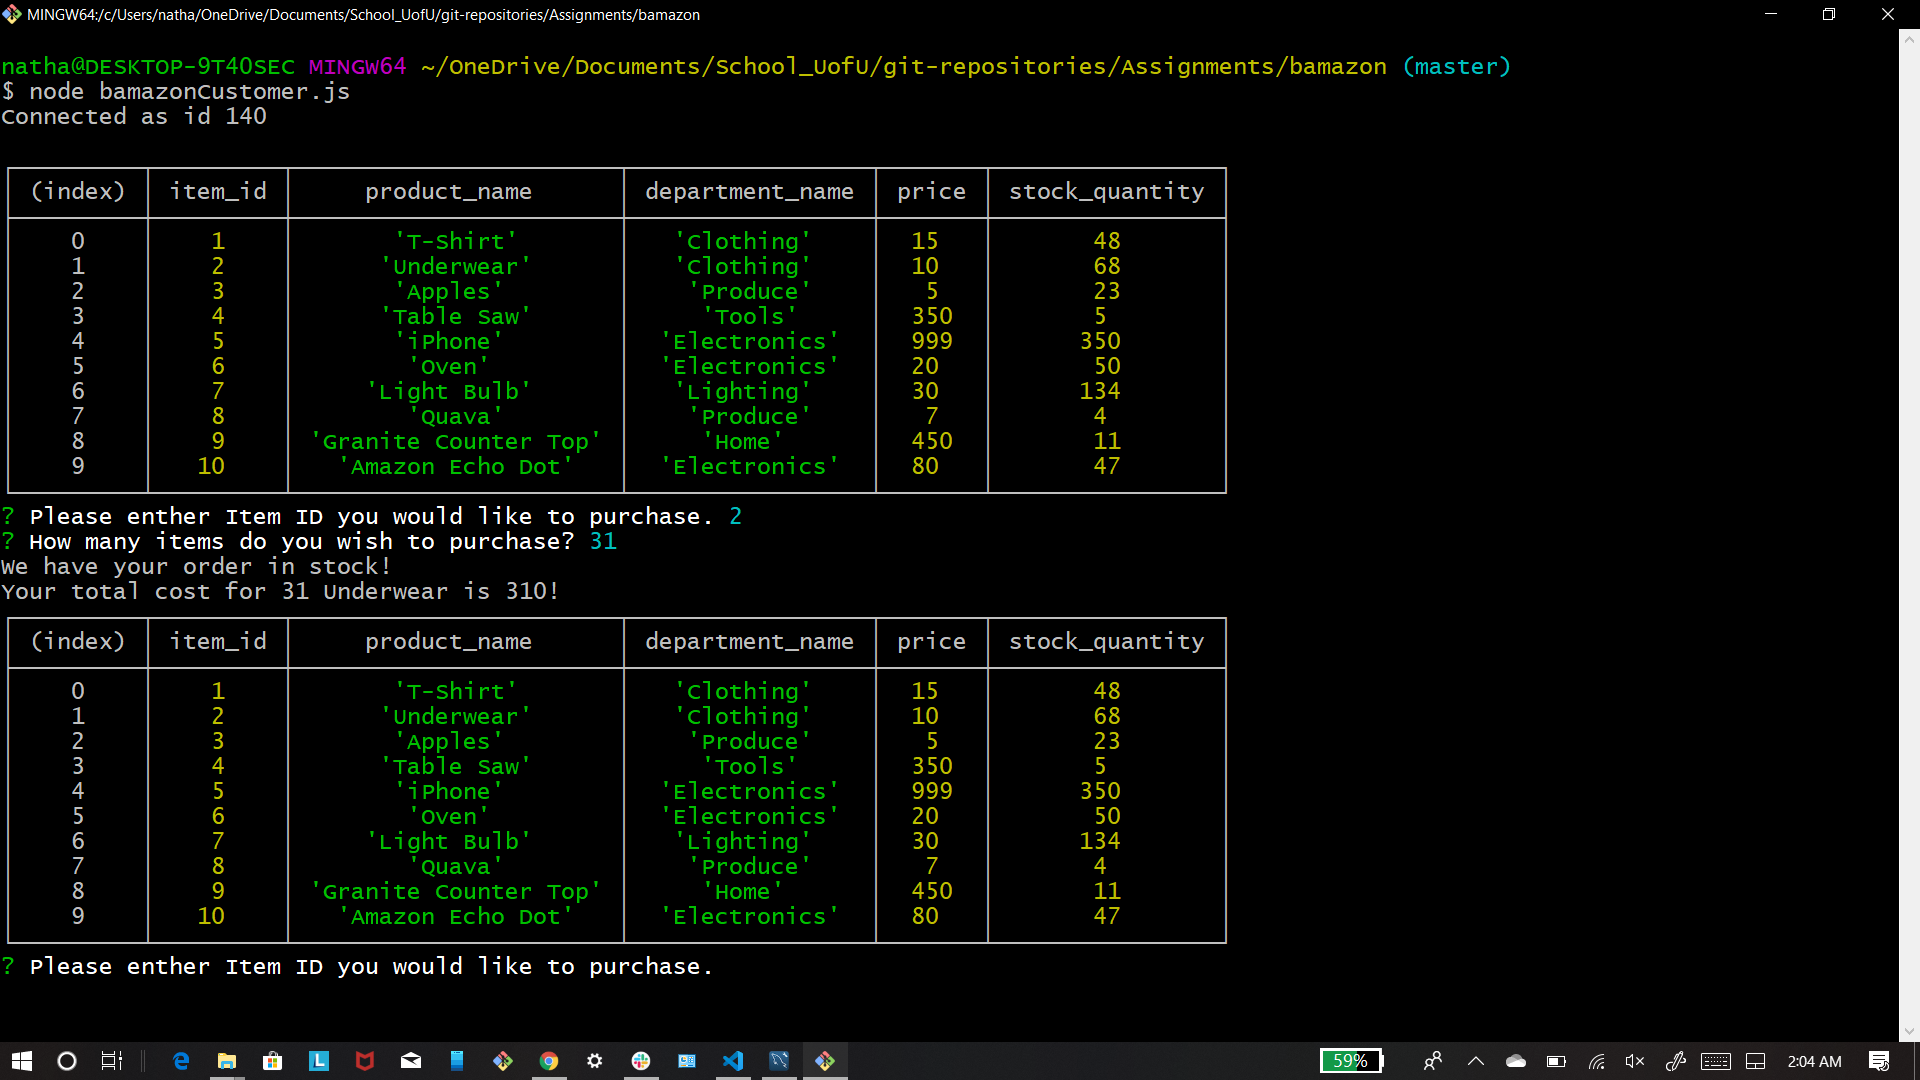 MINGW64:/c/Users/natha/OneDrive/Documents/School_UofU/git-repositories/Assignments/bamazon
natha@DESKTOP-9T40SEC MINGW64 ~/OneDrive/Documents/School_UofU/git-repositories/Assignments/bamazon (master)
$ node bamazonCustomer.js
Connected as id 140
(index) item_id product_name department_name price stock_quantity
0 1 'T-Shirt' 'Clothing' 15 48
1 2 'Underwear' 'Clothing' 10 68
2 3 'Apples' 'Produce' 5 23
3 4 'Table Saw' 'Tools' 350 5
4 5 'iPhone' 'Electronics' 999 350
5 6 'Oven' 'Electronics' 20 50
6 7 'Light Bulb' 'Lighting' 30 134
7 8 'Quava' 'Produce' 7 4
8 9 'Granite Counter Top' 'Home' 450 11
9 10 'Amazon Echo Dot' 'Electronics' 80 47
? Please enther Item ID you would like to purchase. 2
? How many items do you wish to purchase? 31
We have your order in stock!
Your total cost for 31 Underwear is 310!
(index) item_id product_name department_name price stock_quantity
0 1 'T-Shirt' 'Clothing' 15 48
1 2 'Underwear' 'Clothing' 10 68
2 3 'Apples' 'Produce' 5 23
3 4 'Table Saw' 'Tools' 350 5
4 5 'iPhone' 'Electronics' 999 350
5 6 'Oven' 'Electronics' 20 50
6 7 'Light Bulb' 'Lighting' 30 134
7 8 'Quava' 'Produce' 7 4
8 9 'Granite Counter Top' 'Home' 450 11
9 10 'Amazon Echo Dot' 'Electronics' 80 47
? Please enther Item ID you would like to purchase.
59% 2:04 AM